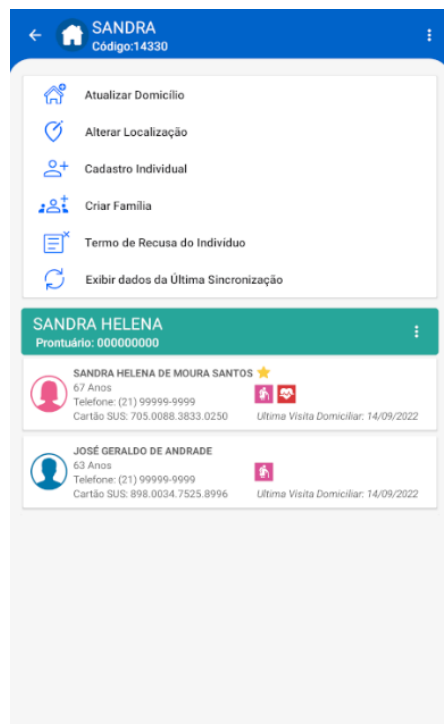 SANDRA
Código:14330
Atualizar Domicílio
Alterar Localização
Cadastro Individual
Criar Família
Termo de Recusa do Indivíduo
Exibir dados da Última Sincronização
SANDRA HELENA
Prontuário: 000000000
SANDRA HELENA DE MOURA SANTOS
67 Anos
Telefone: (21) 99999-9999
Cartão SUS: 705.0088.3833.0250 Ultima Visita Domiciliar: 14/09/2022
JOSÉ GERALDO DE ANDRADE
63 Anos
Telefone: (21) 99999-9999
Cartão SUS: 898.0034.7525.8996 Ultima Visita Domiciliar: 14/09/2022